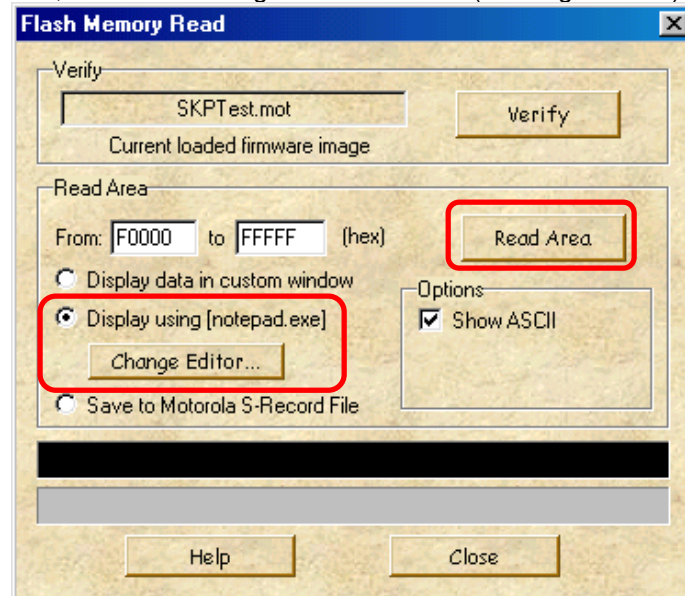 Flash Memory Read
Verify
SKPTest.mot
Verify
Current loaded firmware image
Read Area
From: F0000 to FFFFF (hex)
Read Area
Display data in custom window
Options
Display using [notepad.exe]
Show ASCII
Change Editor...
Save to Motorola S-Record File
Help
Close